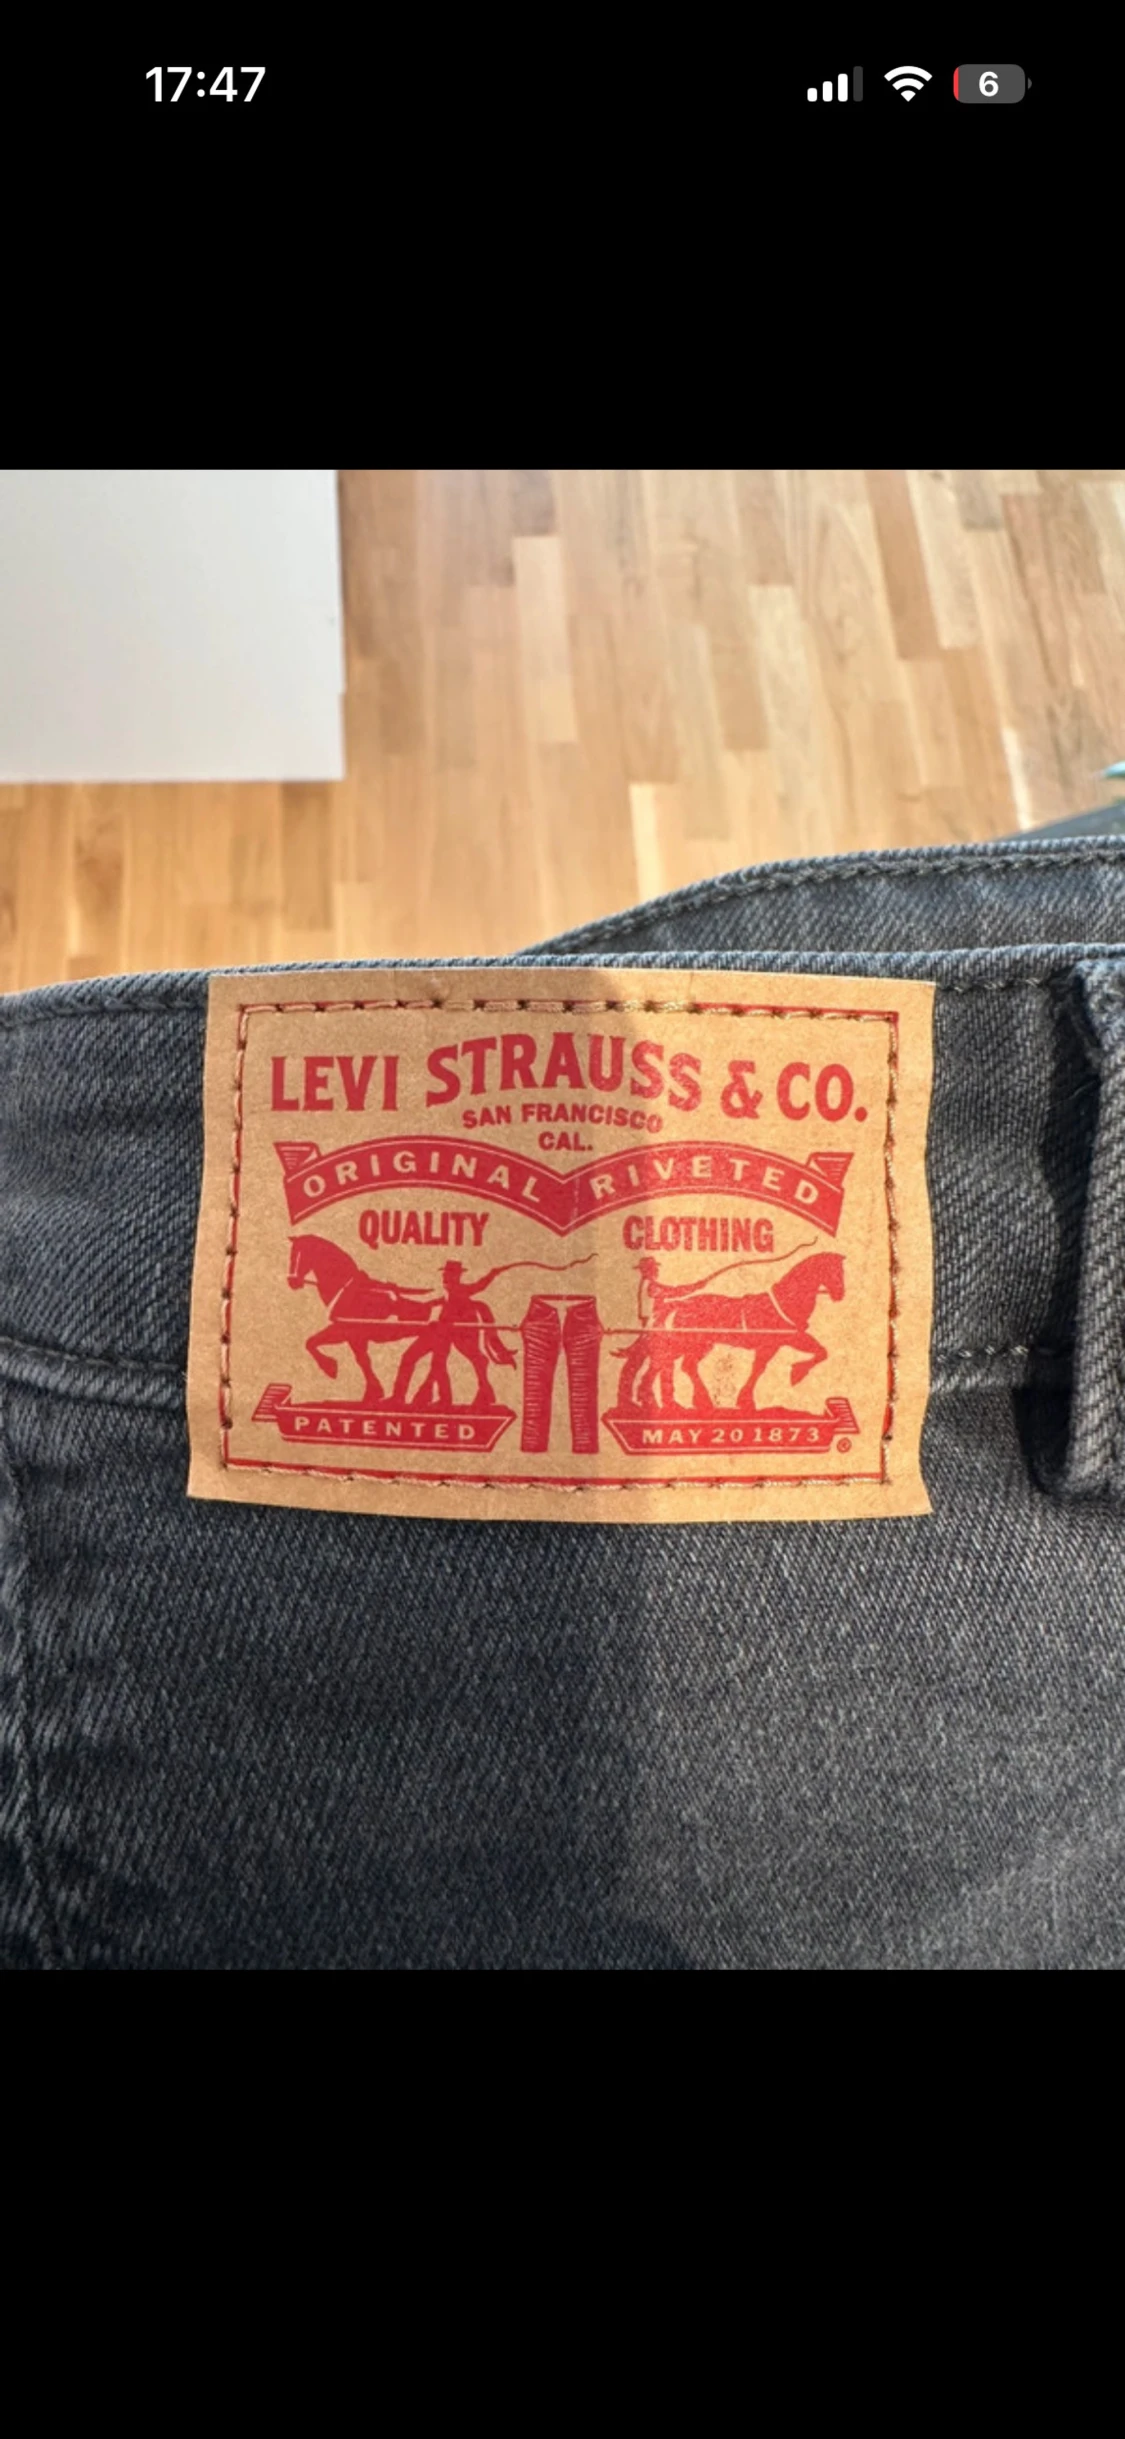 17:47
6
LEVI STRAUSS & CO.
SAN FRANCISCO
CAL.
ORIGINAL RIVETED
QUALITY CLOTHING
PATENTED MAY 20 1873 ®